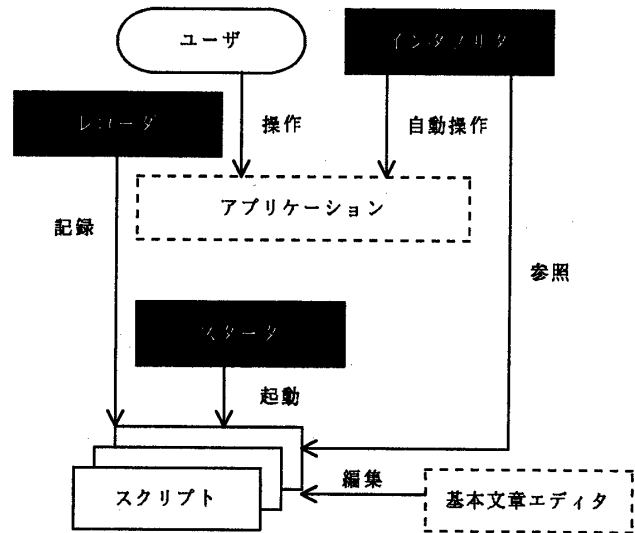 ユーザ
インタプリタ
レコーダ
操作
自動操作
アプリケーション
記録
参照
スタータ
起動
編集
スクリプト
基本文章エディタ